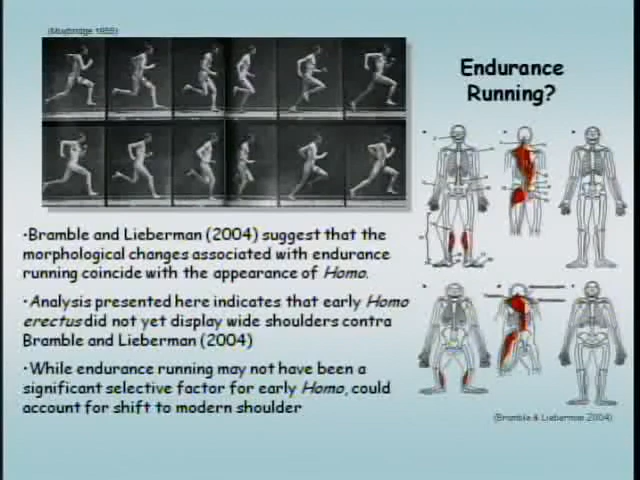 (Muybridge 1955)
Endurance
Running?
•Bramble and Lieberman (2004) suggest that the
morphological changes associated with endurance
running coincide with the appearance of Homo.
•Analysis presented here indicates that early Homo
erectus did not yet display wide shoulders contra
Bramble and Lieberman (2004)
•While endurance running may not have been a
significant selective factor for early Homo, could
account for shift to modern shoulder
(Bramble & Lieberman 2004)